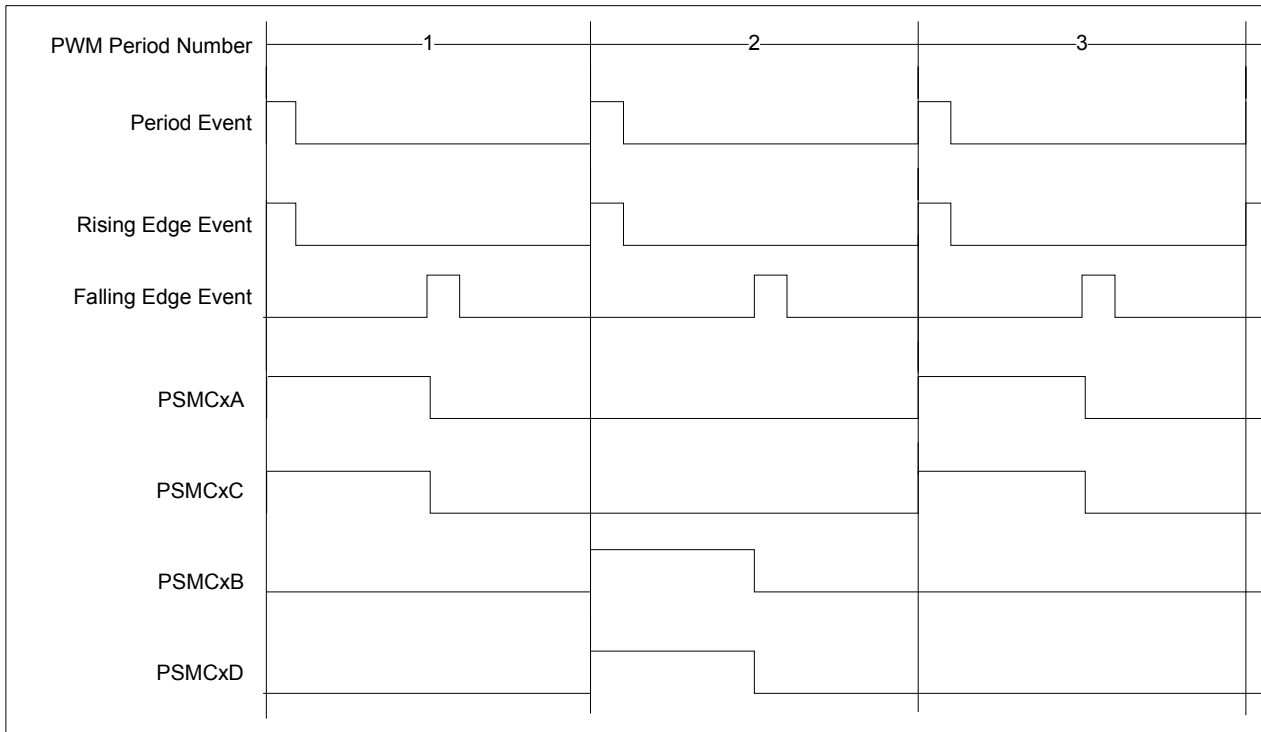 PWM Period Number
1
2
3
Period Event
Rising Edge Event
Falling Edge Event
PSMCxA
PSMCxC
PSMCxB
PSMCxD